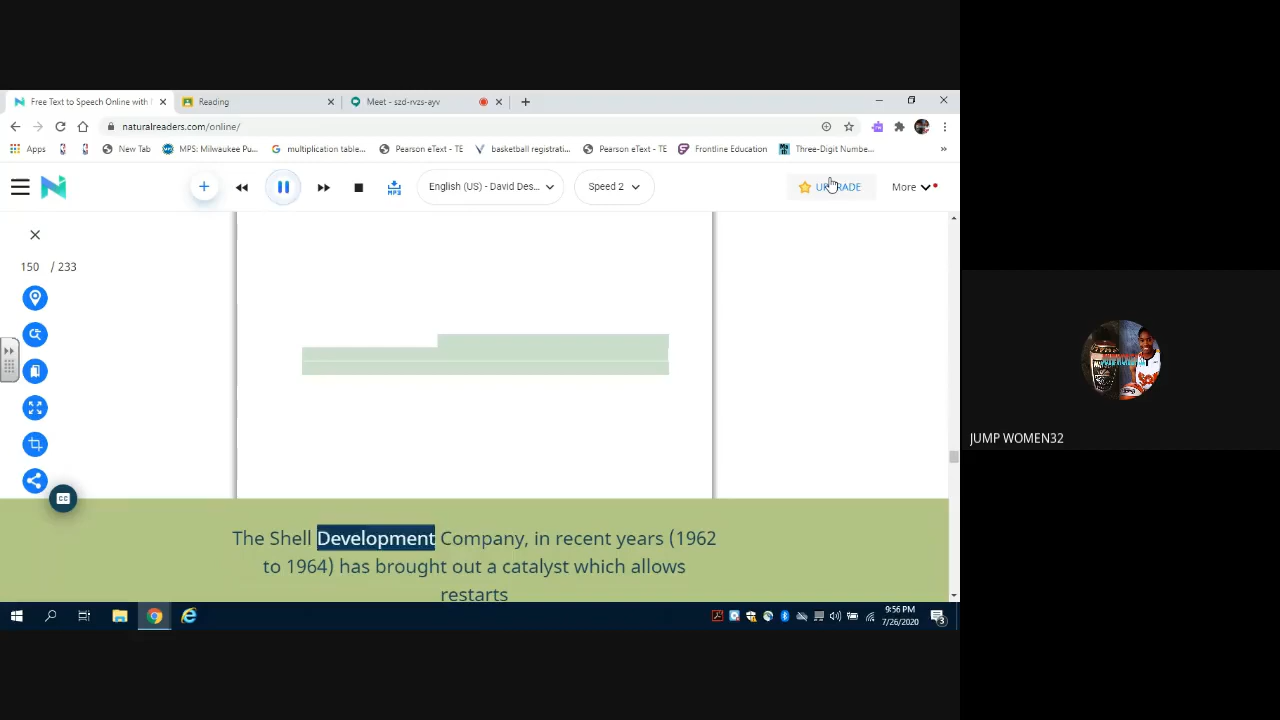 Free Text to Speech Online with
Reading
Meet - szd-rvzs-ayv
naturalreaders.com/online/
Apps
New Tab
MPS: Milwaukee Pu...
multiplication table...
Pearson eText - TE
basketball registrati...
Pearson eText - TE
Frontline Education
Three-Digit Numbe...
»
MP3
English (US) - David Des...
Speed 2
UPGRADE
More
150 / 233
CC
The Shell Development Company, in recent years (1962
to 1964) has brought out a catalyst which allows
restarts
JUMP WOMEN32
9:56 PM
7/26/2020
3